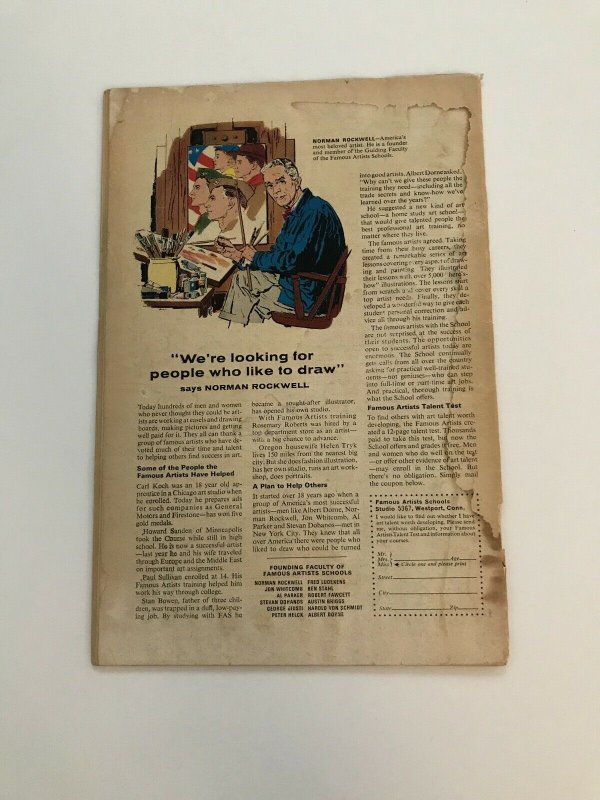 NORMAN ROCKWELL—America's
most beloved artist. He is a founder
and member of the Guiding Faculty
of the Famous Artists Schools.
"We're looking for
people who like to draw"
says NORMAN ROCKWELL
Today hundreds of men and women
who never thought they could be art-
ists are working at easels and drawing
boards, making pictures and getting
well paid for it. They all can thank a
group of famous artists who have de-
voted much of their time and talent
to helping others find success in art.
Some of the People the
Famous Artists Have Helped
Carl Koch was an 18 year old ap-
prentice in a Chicago art studio when
he enrolled. Today he prepares ads
for such companies as General
Motors and Firestone—has won five
gold medals.
Howard Sanden of Minneapolis
took the Course while still in high
school. He is now a successful artist
—last year he and his wife traveled
through Europe and the Middle East
on important art assignments.
Paul Sullivan enrolled at 14. His
Famous Artists training helped him
work his way through college.
Stan Bowen, father of three chil-
dren, was trapped in a dull, low-pay-
ing job. By studying with FAS he
became a sought-after illustrator,
has opened his own studio.
With Famous Artists training
Rosemary Roberts was hired by a
top department store as an artist—
with a big chance to advance.
Oregon housewife Helen Tryk
lives 150 miles from the nearest big
city. But she does fashion illustration,
has her own studio, runs an art work-
shop, does portraits.
A Plan to Help Others
It started over 18 years ago when a
group of America's most successful
artists—men like Albert Dorne, Nor-
man Rockwell, Jon Whitcomb, Al
Parker and Stevan Dohanos—met in
New York City. They knew that all
over America there were people who
liked to draw who could be turned
FOUNDING FACULTY OF
FAMOUS ARTISTS SCHOOLS
NORMAN ROCKWELL FRED LUDEKENS
JON WHITCOMB BEN STAHL
AL PARKER ROBERT FAWCETT
STEVAN DOHANOS AUSTIN BRIGGS
GEORGE GIUSTI HAROLD VON SCHMIDT
PETER HELCK ALBERT DORNE
into good artists. Albert Dorne asked,
"Why can't we give these people the
training they need—including all the
trade secrets and know-how we've
learned over the years?"
He suggested a new kind of art
school—a home study art school—
that would give talented people the
best professional art training, no
matter where they live.
The famous artists agreed. Taking
time from their busy careers, they
created a remarkable series of art
lessons covering every aspect of draw-
ing and painting. They illustrated
their lessons with over 5,000 "here's
how" illustrations. The lessons start
from scratch and cover every skill a
top artist needs. Finally, they de-
veloped a wonderful way to give each
student personal correction and ad-
vice all through his training.
The famous artists with the School
are not surprised at the success of
their students. The opportunities
open to successful artists today are
enormous. The School continually
gets calls from all over the country
asking for practical well-trained stu-
dents—not geniuses—who can step
into full-time or part-time art jobs.
And practical, thorough training is
what the School offers.
Famous Artists Talent Test
To find others with art talent worth
developing, the Famous Artists cre-
ated a 12-page talent test. Thousands
paid to take this test, but now the
School offers and grades it free. Men
and women who do well on the test
—or offer other evidence of art talent
—may enroll in the School. But
there's no obligation. Simply mail
the coupon below.
Famous Artists Schools
Studio 5367, Westport, Conn.
I would like to find out whether I have
art talent worth developing. Please send
me, without obligation, your Famous
Artists Talent Test and information about
your courses.
Mr.
Mrs. Age
Miss Circle one and please print
Street
City
State Zip